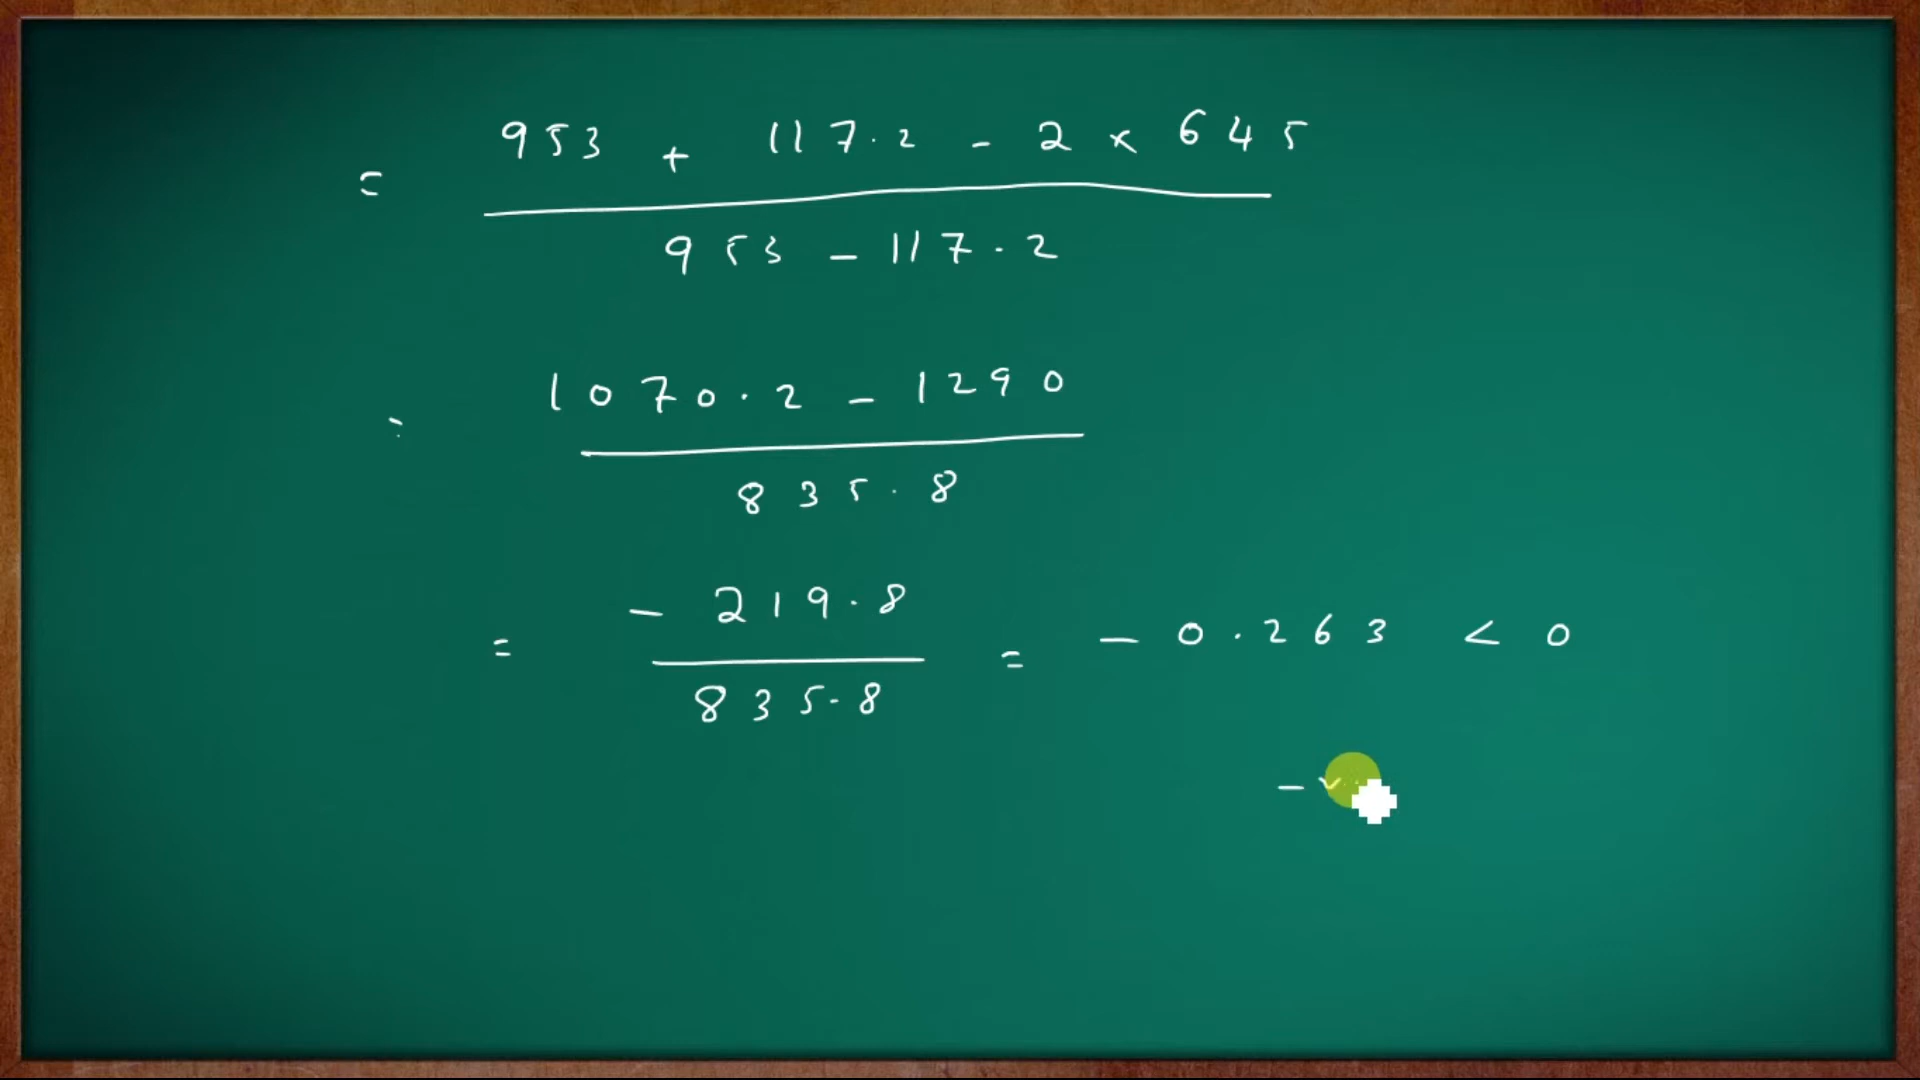 = 953 + 117.2 - 2 × 645
953 - 117.2
= 1070.2 - 1290
835.8
= - 219.8 = - 0.263 < 0
835.8
-